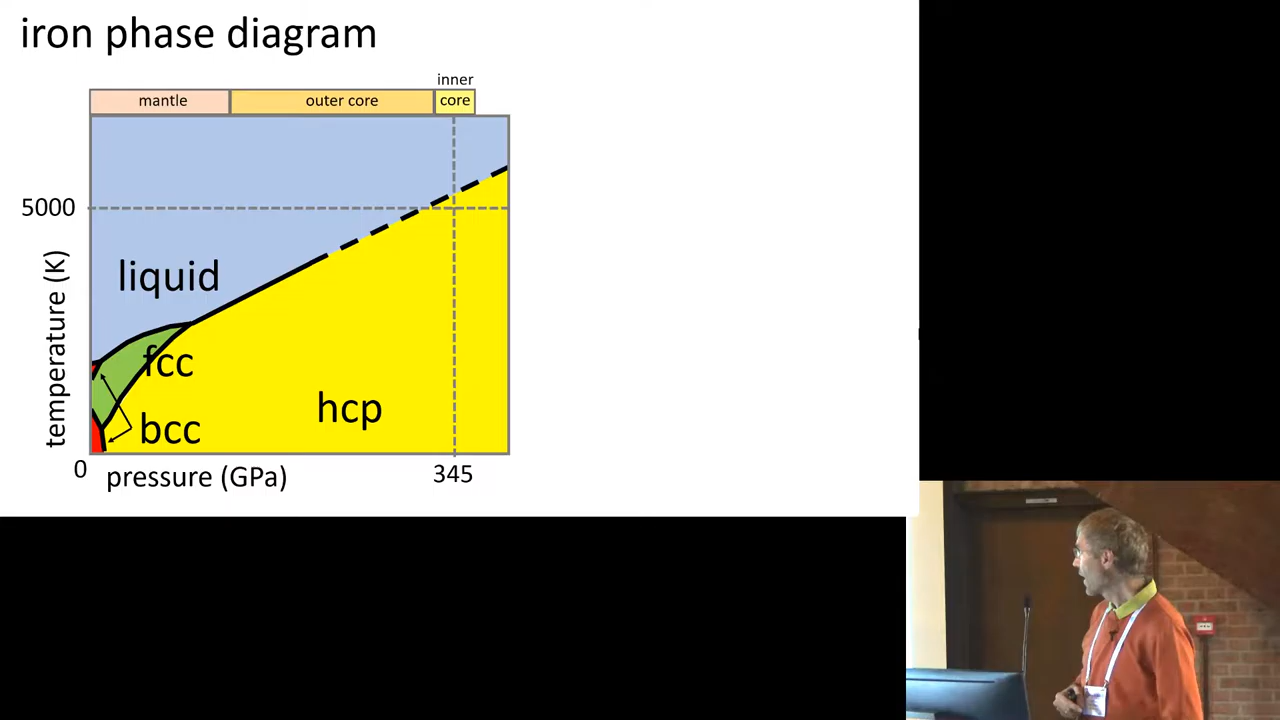 iron phase diagram
inner
mantle
outer core
core
5000
temperature (K)
liquid
fcc
hcp
bcc
0
pressure (GPa)
345